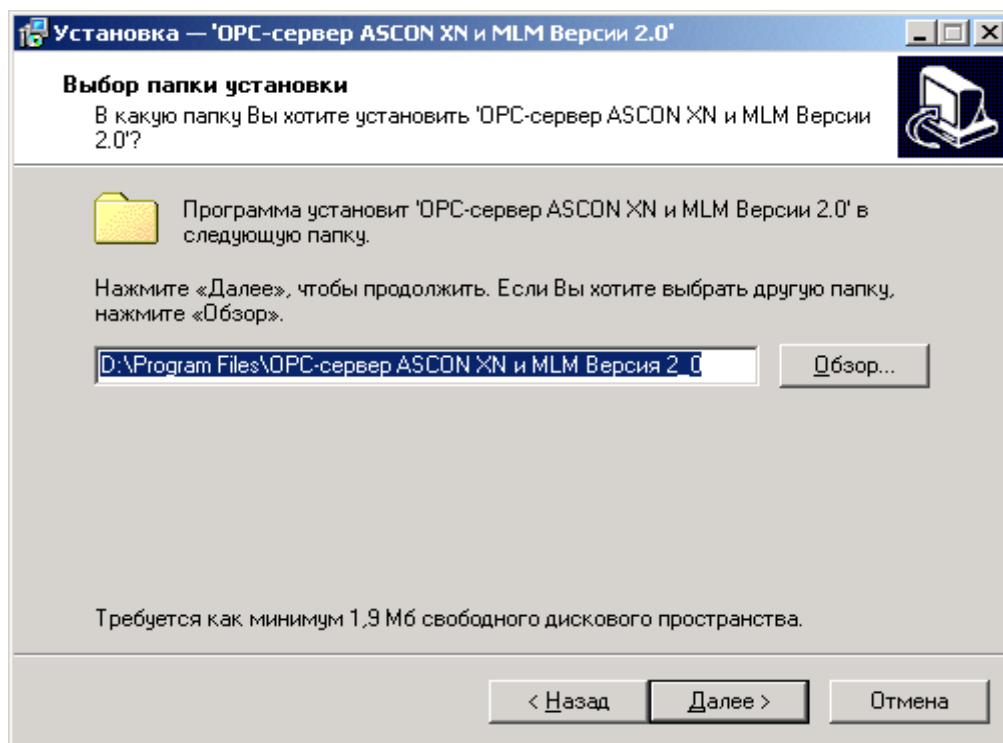 Установка — 'OPC-сервер ASCON XN и MLM Версии 2.0'
Выбор папки установки
В какую папку Вы хотите установить 'OPC-сервер ASCON XN и MLM Версии
2.0'?
Программа установит 'OPC-сервер ASCON XN и MLM Версии 2.0' в
следующую папку.
Нажмите «Далее», чтобы продолжить. Если Вы хотите выбрать другую папку,
нажмите «Обзор».
D:\Program Files\OPC-сервер ASCON XN и MLM Версия 2_0
Обзор...
Требуется как минимум 1,9 Мб свободного дискового пространства.
< Назад
Далее >
Отмена